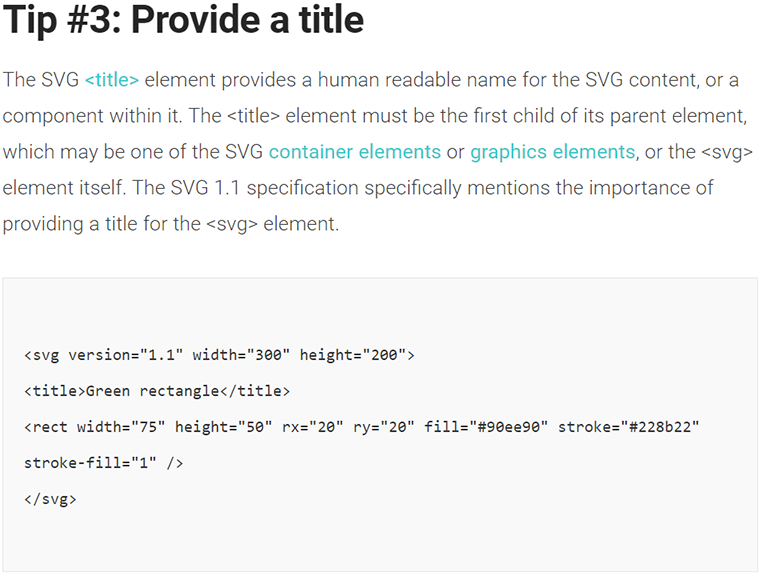 Tip #3: Provide a title
The SVG <title> element provides a human readable name for the SVG content, or a
component within it. The <title> element must be the first child of its parent element,
which may be one of the SVG container elements or graphics elements, or the <svg>
element itself. The SVG 1.1 specification specifically mentions the importance of
providing a title for the <svg> element.
<svg version="1.1" width="300" height="200">
<title>Green rectangle</title>
<rect width="75" height="50" rx="20" ry="20" fill="#90ee90" stroke="#228b22"
stroke-fill="1" />
</svg>